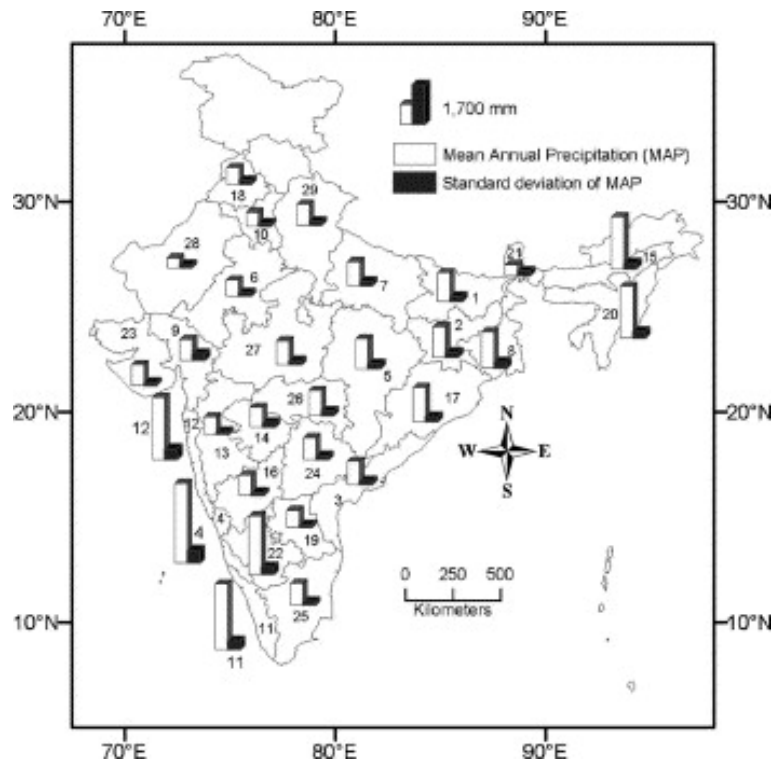 70°E 80°E 90°E
1,700 mm
Mean Annual Precipitation (MAP)
Standard deviation of MAP
30°N 30°N
18
29
10
28
21
15
6
7
1
20
23
9
2
27
8
5
26
17
20°N 20°N
12
12
14
13
N
W E
S
16
24
3
4
4
19
22
0 250 500
Kilometers
25
10°N 10°N
11
11
70°E 80°E 90°E